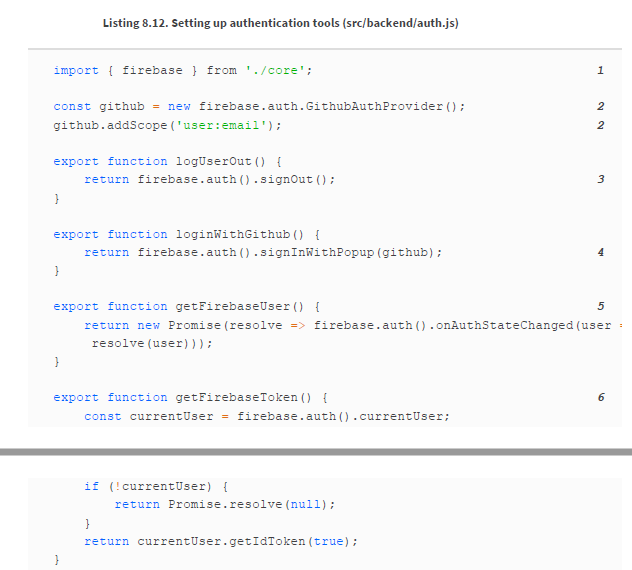 Listing 8.12. Setting up authentication tools (src/backend/auth.js)
import { firebase } from './core'; 1
const github = new firebase.auth.GithubAuthProvider(); 2
github.addScope('user:email'); 2
export function logUserOut() {
return firebase.auth().signOut(); 3
}
export function loginWithGithub() {
return firebase.auth().signInWithPopup(github); 4
}
export function getFirebaseUser() { 5
return new Promise(resolve => firebase.auth().onAuthStateChanged(user
resolve(user)));
}
export function getFirebaseToken() { 6
const currentUser = firebase.auth().currentUser;
if (!currentUser) {
return Promise.resolve(null);
}
return currentUser.getIdToken(true);
}